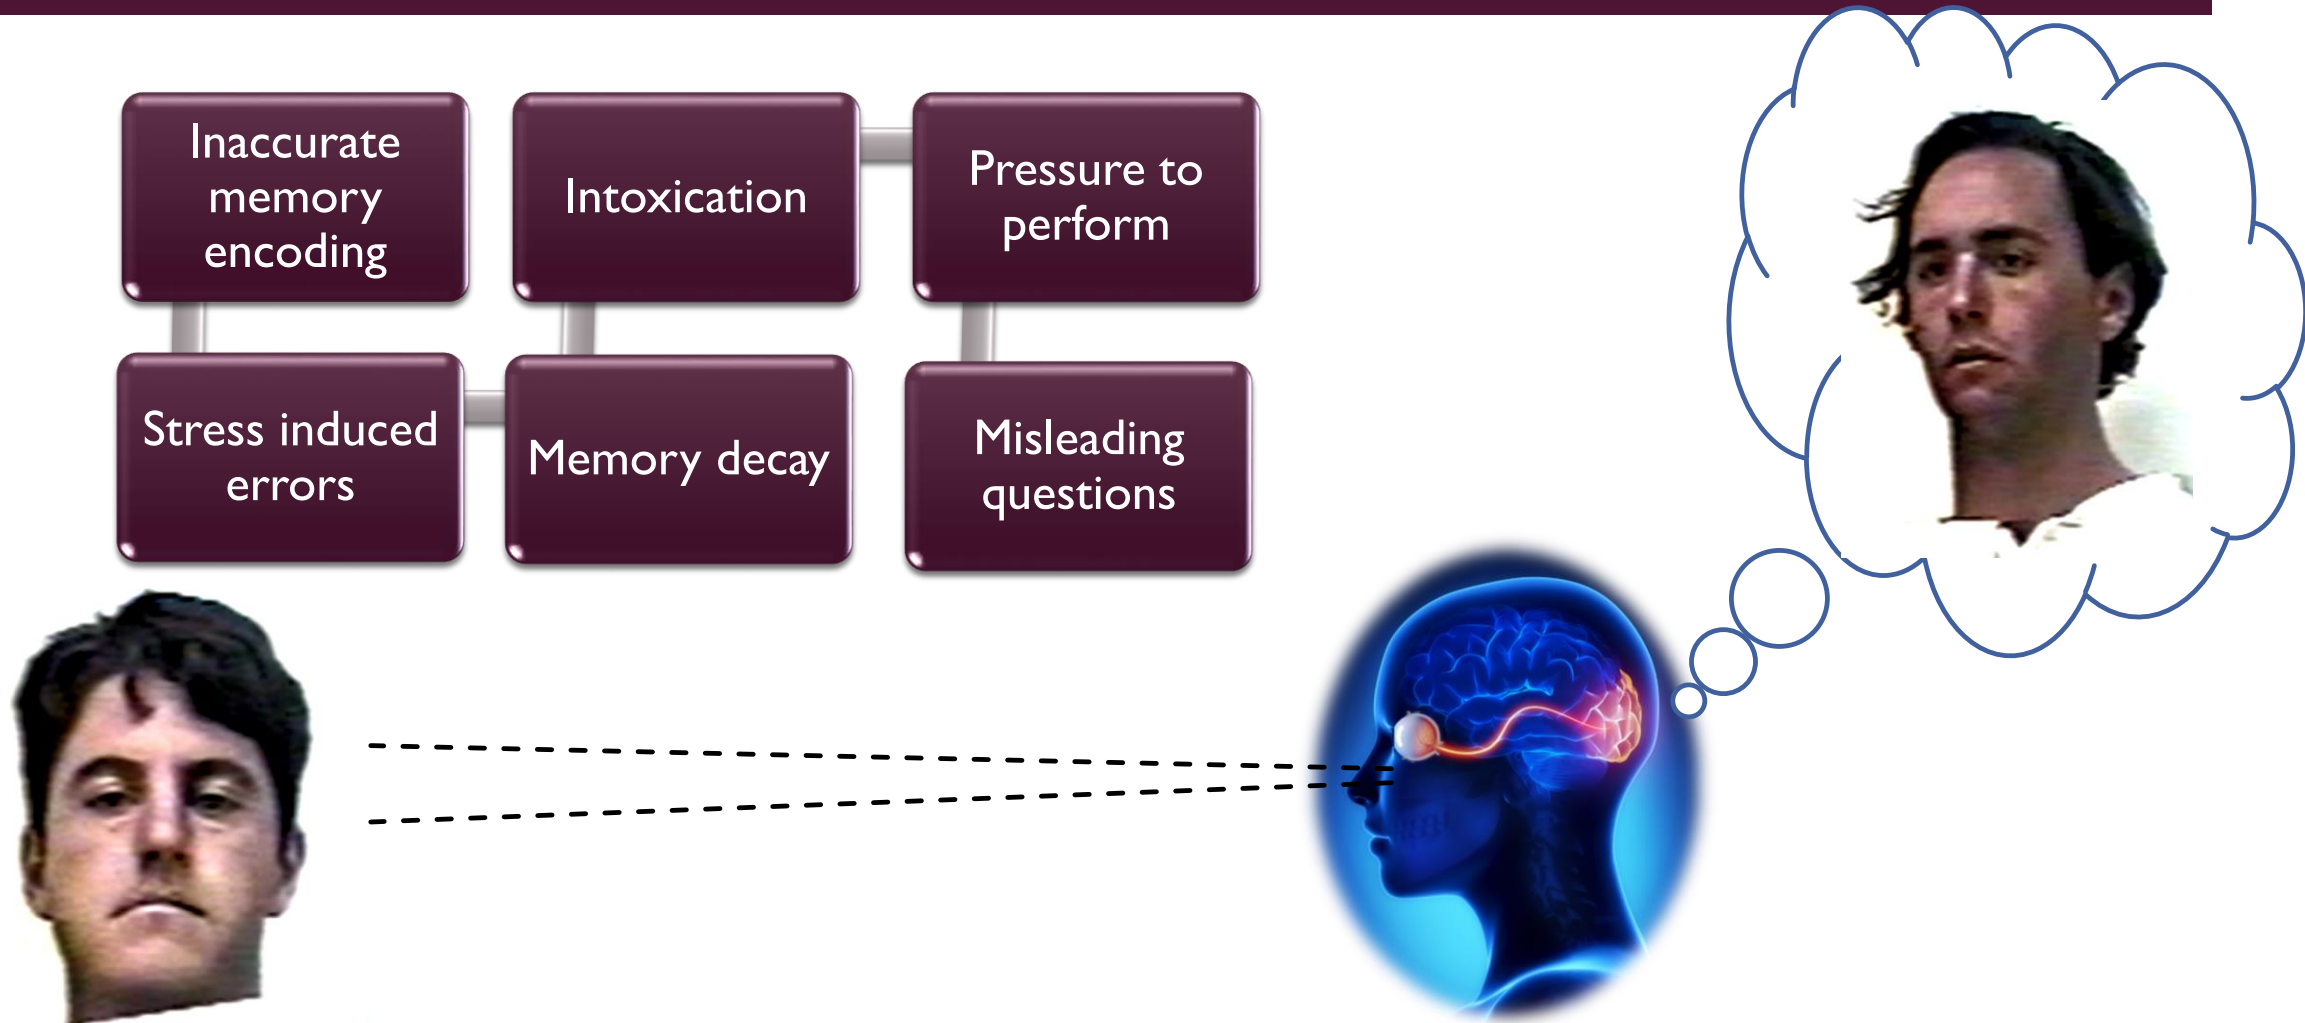 Inaccurate
memory
encoding
Stress induced
errors
Memory decay
Intoxication
Pressure to
perform
Misleading
questions